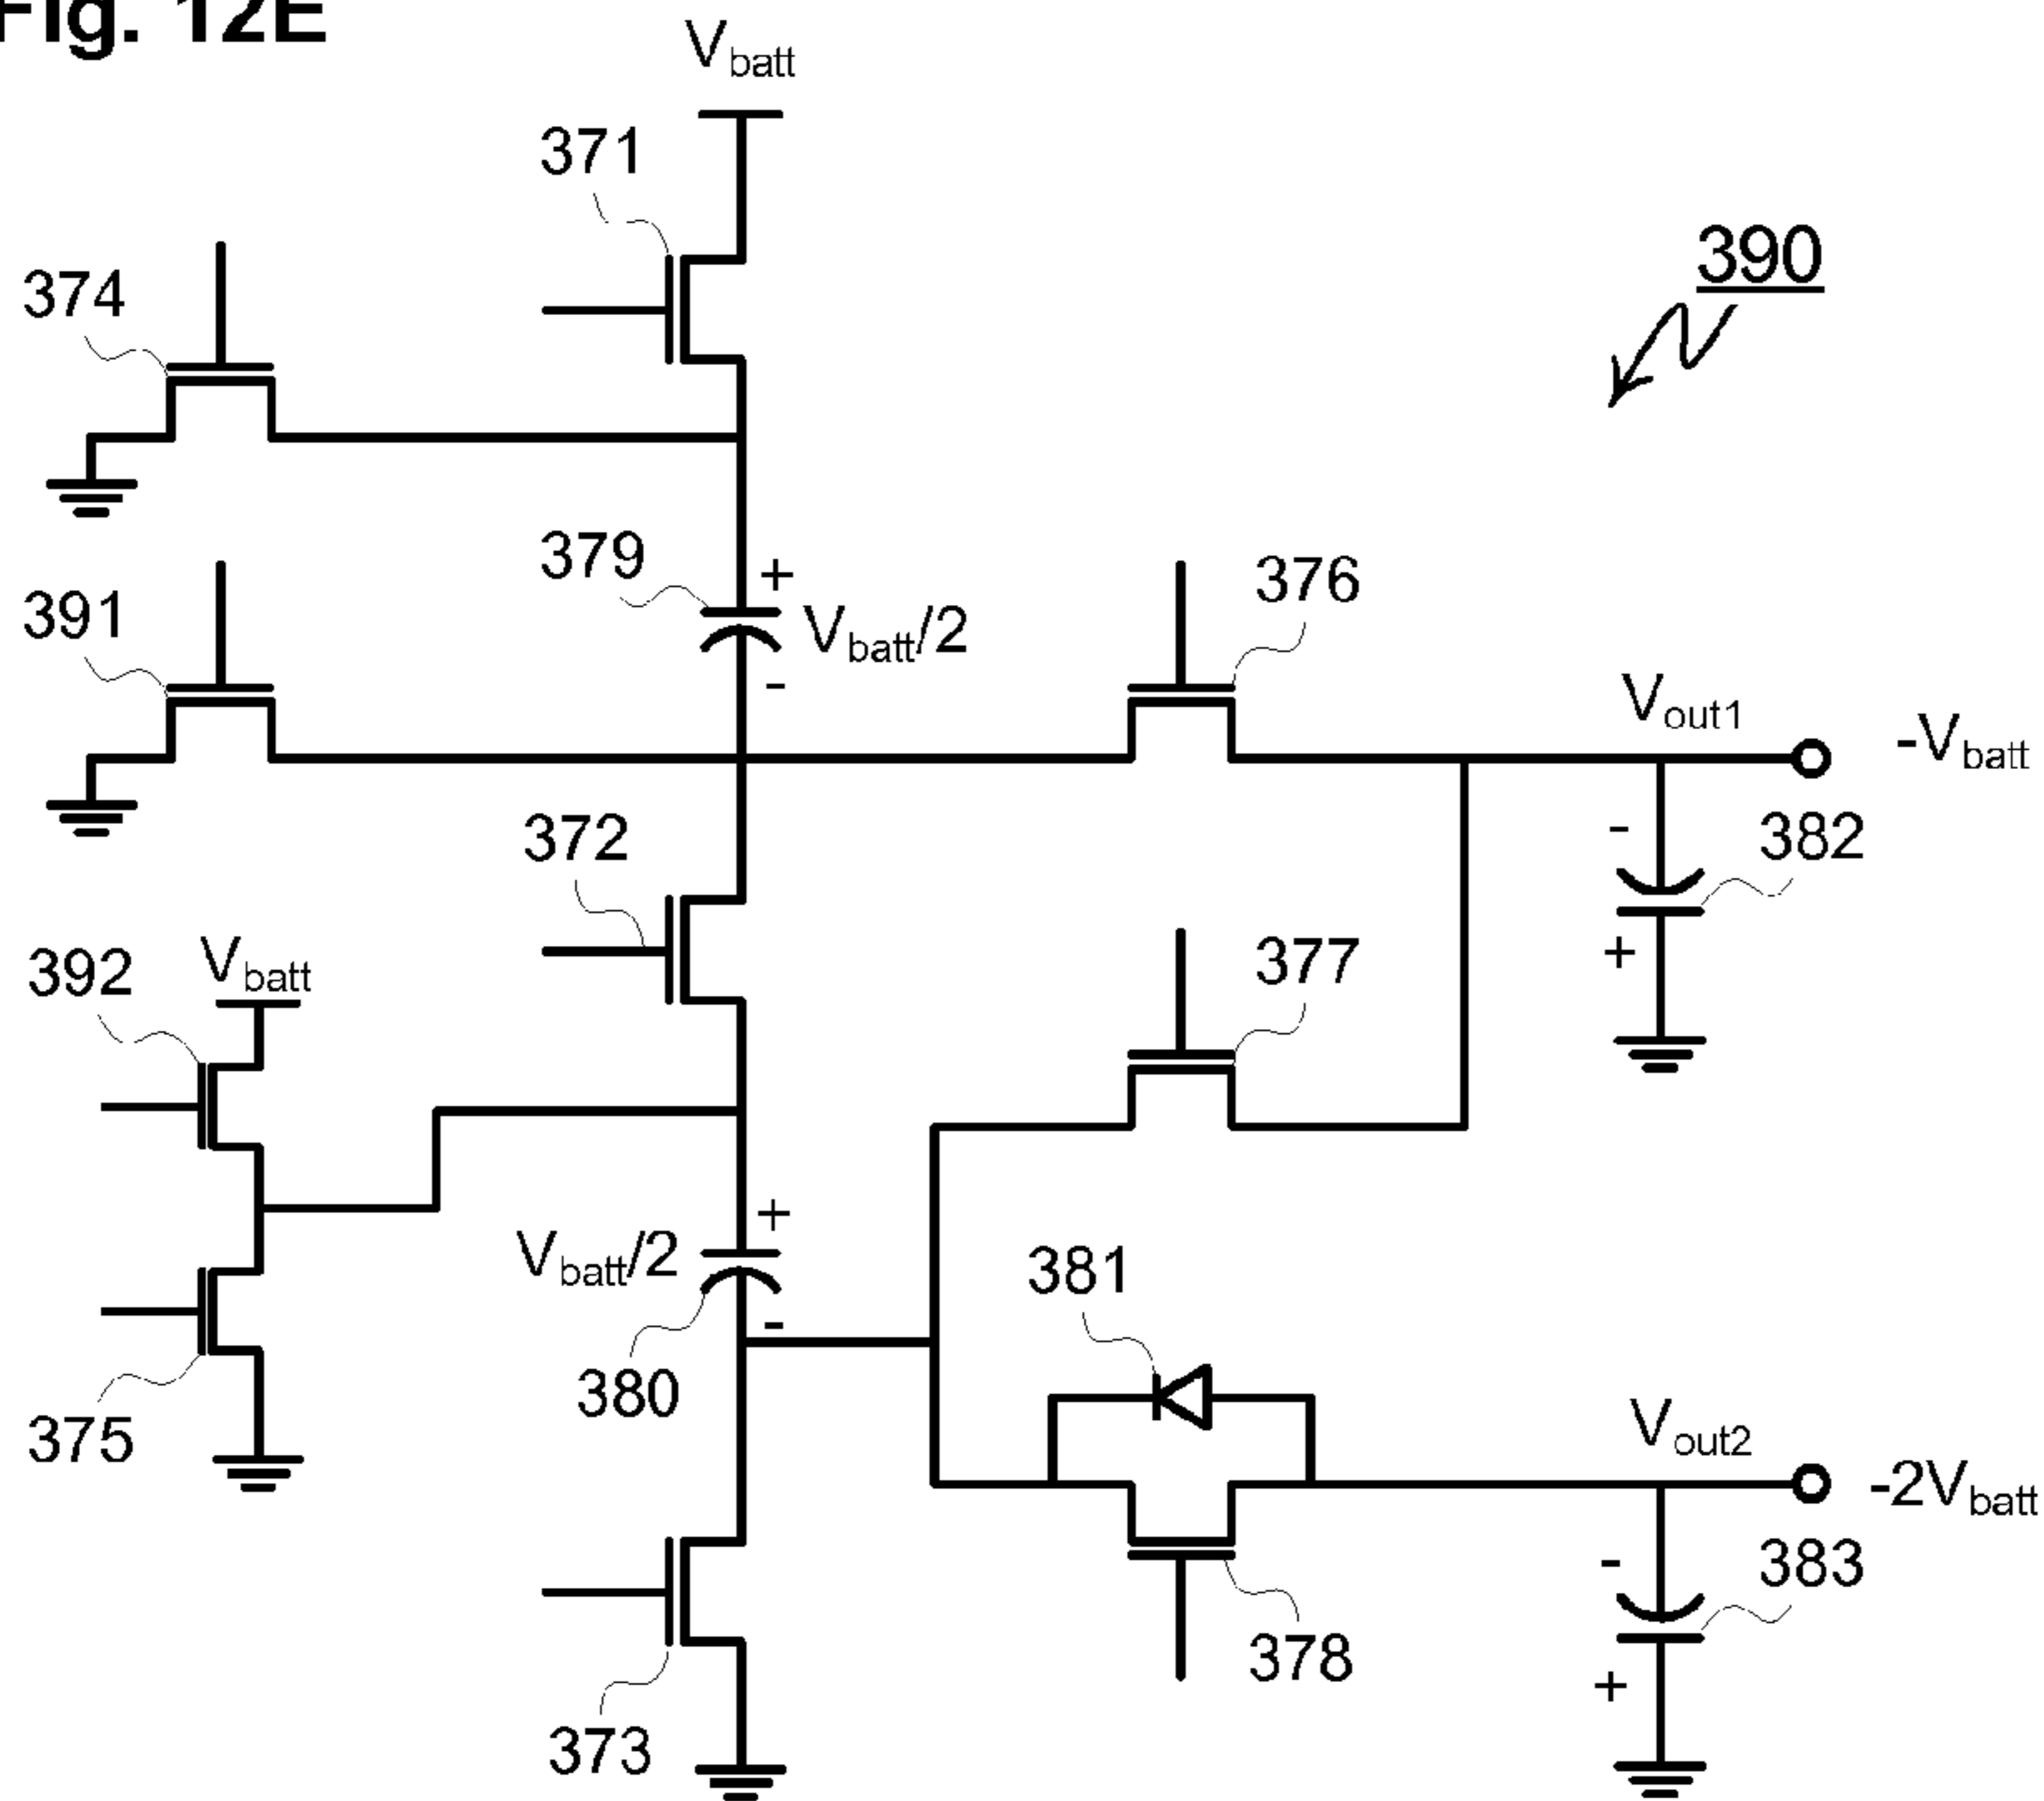 Fig. 12E
Vbatt
371
390
374
379
+
Vbatt/2
-
376
391
Vout1
-Vbatt
372
-
382
+
392
Vbatt
377
+
Vbatt/2
-
380
381
375
Vout2
-2Vbatt
-
383
+
378
373